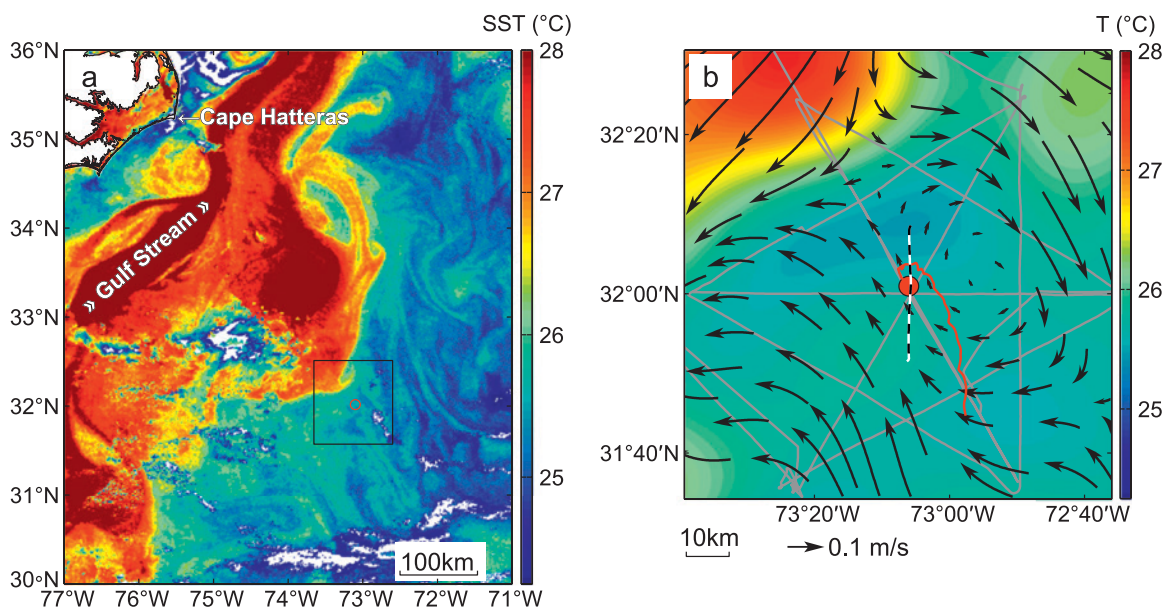 SST (°C)
T (°C)
36°N
35°N
34°N
33°N
32°N
31°N
30°N
a
←Cape Hatteras
» Gulf Stream »
100km
77°W 76°W 75°W 74°W 73°W 72°W 71°W
28
27
26
25
b
32°20′N
32°00′N
31°40′N
73°20′W 73°00′W 72°40′W
10km
0.1 m/s
28
27
26
25